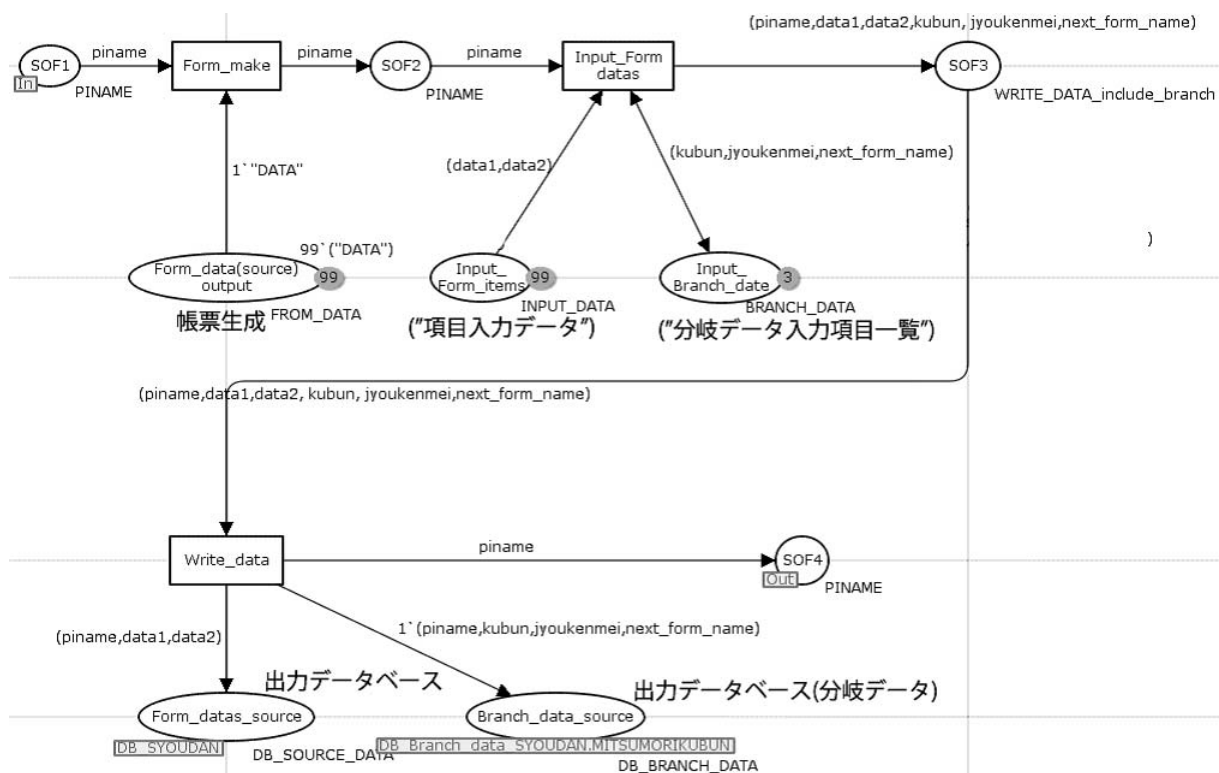 (piname,data1,data2,kubun, jyoukenmei,next_form_name)
piname
piname
piname
SOF1
Form_make
SOF2
Input_Form
datas
SOF3
In
PINAME
PINAME
WRITE_DATA_include_branch
1`"DATA"
(data1,data2)
(kubun,jyoukenmei,next_form_name)
99`("DATA")
)
Form_data(source)
output
99
Input_
Form_items
99
Input_
Branch_date
3
帳票生成
FROM_DATA
INPUT_DATA
BRANCH_DATA
("項目入力データ")
("分岐データ入力項目一覧")
(piname,data1,data2, kubun, jyoukenmei,next_form_name)
Write_data
piname
SOF4
Out
PINAME
(piname,data1,data2)
1`(piname,kubun,jyoukenmei,next_form_name)
出力データベース
出力データベース(分岐データ)
Form_datas_source
Branch_data_source
DB_SYOUDAN
DB_SOURCE_DATA
DB_Branch_data_SYOUDAN.MITSUMORIKUBUN
DB_BRANCH_DATA